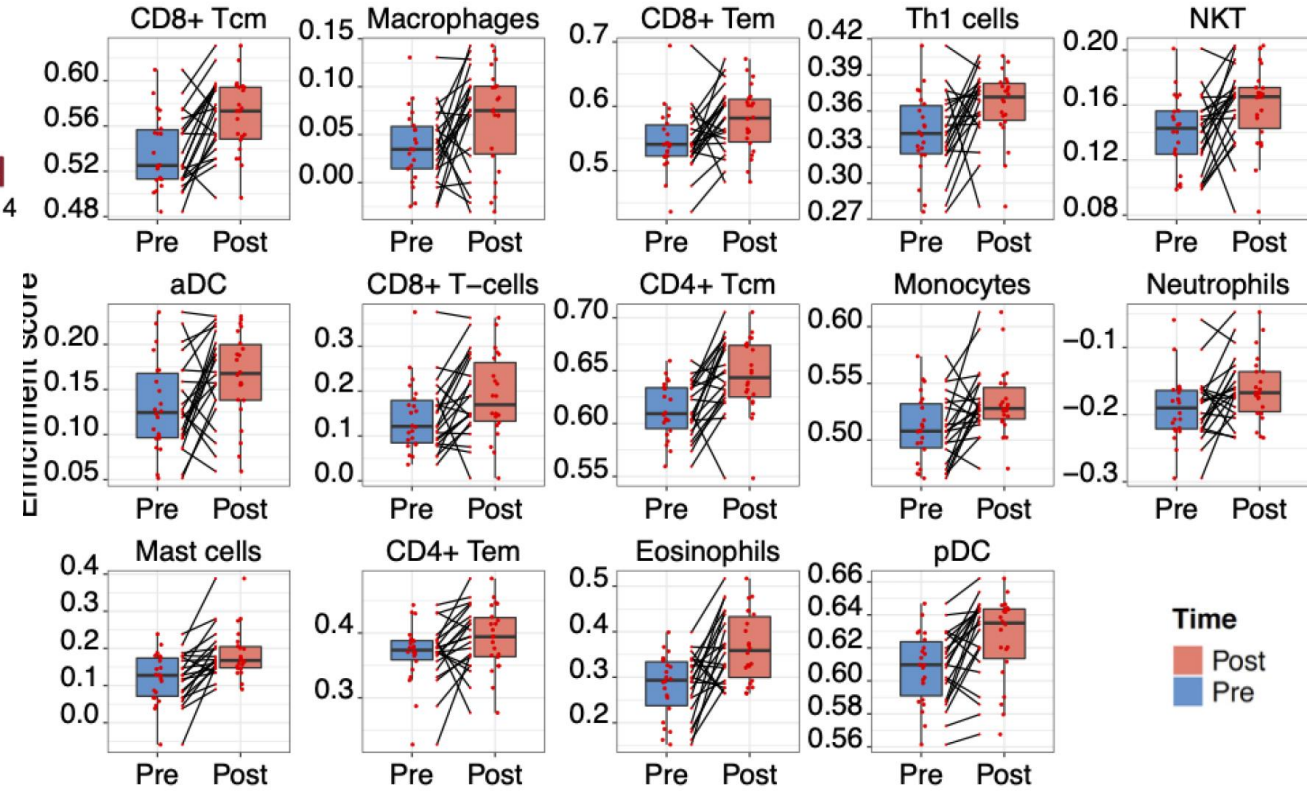 CD8+ Tcm Macrophages CD8+ Tem Th1 cells NKT
0.60 0.56 0.52 0.48
0.15 0.10 0.05 0.00
0.7 0.6 0.5
0.42 0.39 0.36 0.33 0.30 0.27
0.20 0.16 0.12 0.08
4
Pre Post Pre Post Pre Post Pre Post Pre Post
Enrichment score
aDC CD8+ T−cells CD4+ Tcm Monocytes Neutrophils
0.20 0.15 0.10 0.05
0.3 0.2 0.1 0.0
0.70 0.65 0.60 0.55
0.60 0.55 0.50
−0.1 −0.2 −0.3
Pre Post Pre Post Pre Post Pre Post Pre Post
Mast cells CD4+ Tem Eosinophils pDC
0.4 0.3 0.2 0.1 0.0
0.4 0.3
0.5 0.4 0.3 0.2
0.66 0.64 0.62 0.60 0.58 0.56
Pre Post Pre Post Pre Post Pre Post
Time
Post
Pre